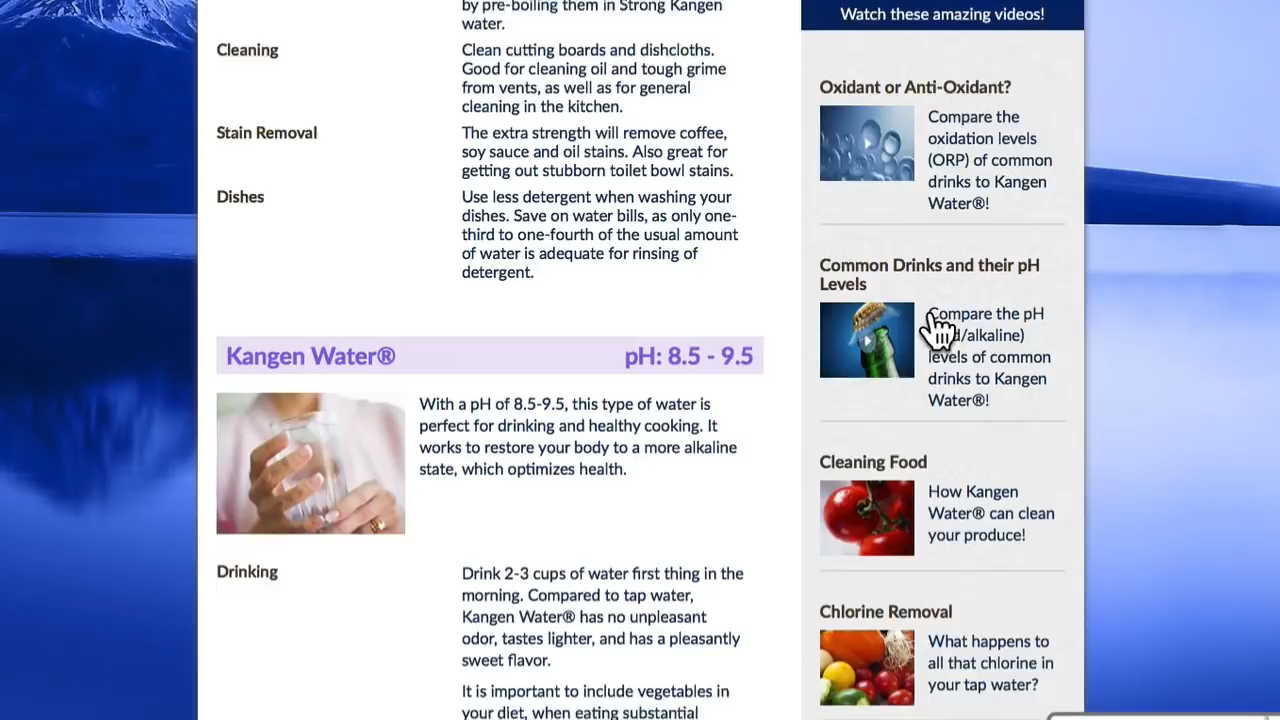 by pre-boiling them in Strong Kangen
water.
Cleaning
Clean cutting boards and dishcloths.
Good for cleaning oil and tough grime
from vents, as well as for general
cleaning in the kitchen.
Stain Removal
The extra strength will remove coffee,
soy sauce and oil stains. Also great for
getting out stubborn toilet bowl stains.
Dishes
Use less detergent when washing your
dishes. Save on water bills, as only one-
third to one-fourth of the usual amount
of water is adequate for rinsing of
detergent.
Kangen Water® pH: 8.5 - 9.5
With a pH of 8.5-9.5, this type of water is
perfect for drinking and healthy cooking. It
works to restore your body to a more alkaline
state, which optimizes health.
Drinking
Drink 2-3 cups of water first thing in the
morning. Compared to tap water,
Kangen Water® has no unpleasant
odor, tastes lighter, and has a pleasantly
sweet flavor.
It is important to include vegetables in
your diet, when eating substantial
Watch these amazing videos!
Oxidant or Anti-Oxidant?
Compare the
oxidation levels
(ORP) of common
drinks to Kangen
Water®!
Common Drinks and their pH
Levels
Compare the pH
/alkaline)
levels of common
drinks to Kangen
Water®!
Cleaning Food
How Kangen
Water® can clean
your produce!
Chlorine Removal
What happens to
all that chlorine in
your tap water?